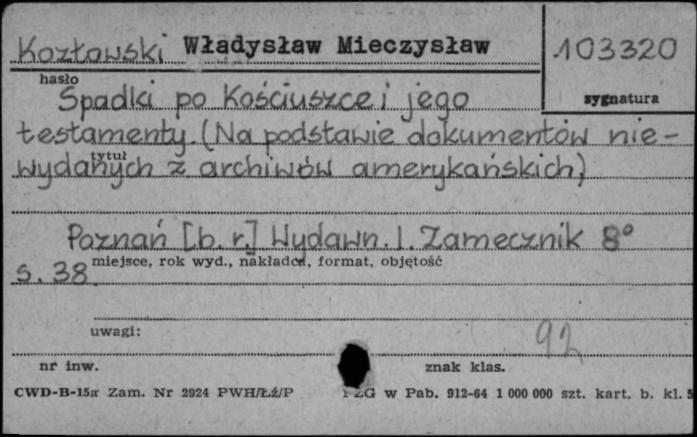 Kozłowski Władysław Mieczysław 103320
hasło
sygnatura
Spadki po Kościuszce i jego
testamenty. (Na podstawie dokumentów nie-
tytuł
wydanych z archiwów amerykańskich)
Poznań [b. r.] Wydawn. I. Zamecznik 8°
miejsce, rok wyd., nakładca, format, objętość
s. 38
uwagi:
92
nr inw. znak klas.
CWD-B-15a Zam. Nr 2924 PWH/Łź/P PZG w Pab. 912-64 1 000 000 szt. kart. b. kl. 5